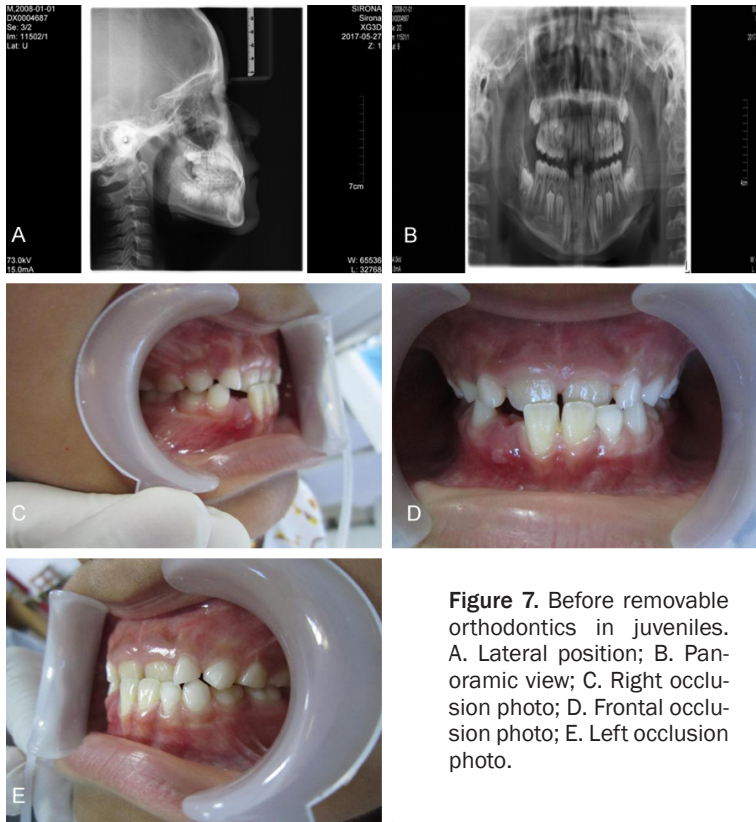 M,2008-01-01
DX0004687
Se: 3/2
Im: 11502/1
Lat: U
SIRONA
Sirona
XG3D
2017-05-27
Z: 1
7cm
A
73.0kV
15.0mA
W: 65536
L: 32768
B
C
D
E
Figure 7. Before removable
orthodontics in juveniles.
A. Lateral position; B. Pan-
oramic view; C. Right occlu-
sion photo; D. Frontal occlu-
sion photo; E. Left occlusion
photo.